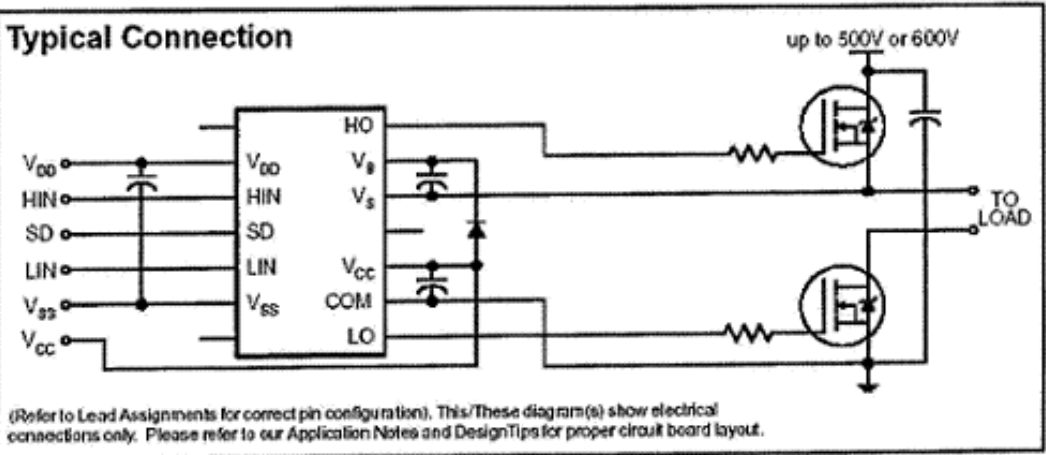 Typical Connection
up to 500V or 600V
HO
VDD
VDD
VB
HIN
HIN
VS
TO
LOAD
SD
SD
LIN
LIN
VCC
VSS
VSS
COM
VCC
LO
(Refer to Lead Assignments for correct pin configuration). This/These diagram(s) show electrical
connections only. Please refer to our Application Notes and DesignTips for proper circuit board layout.